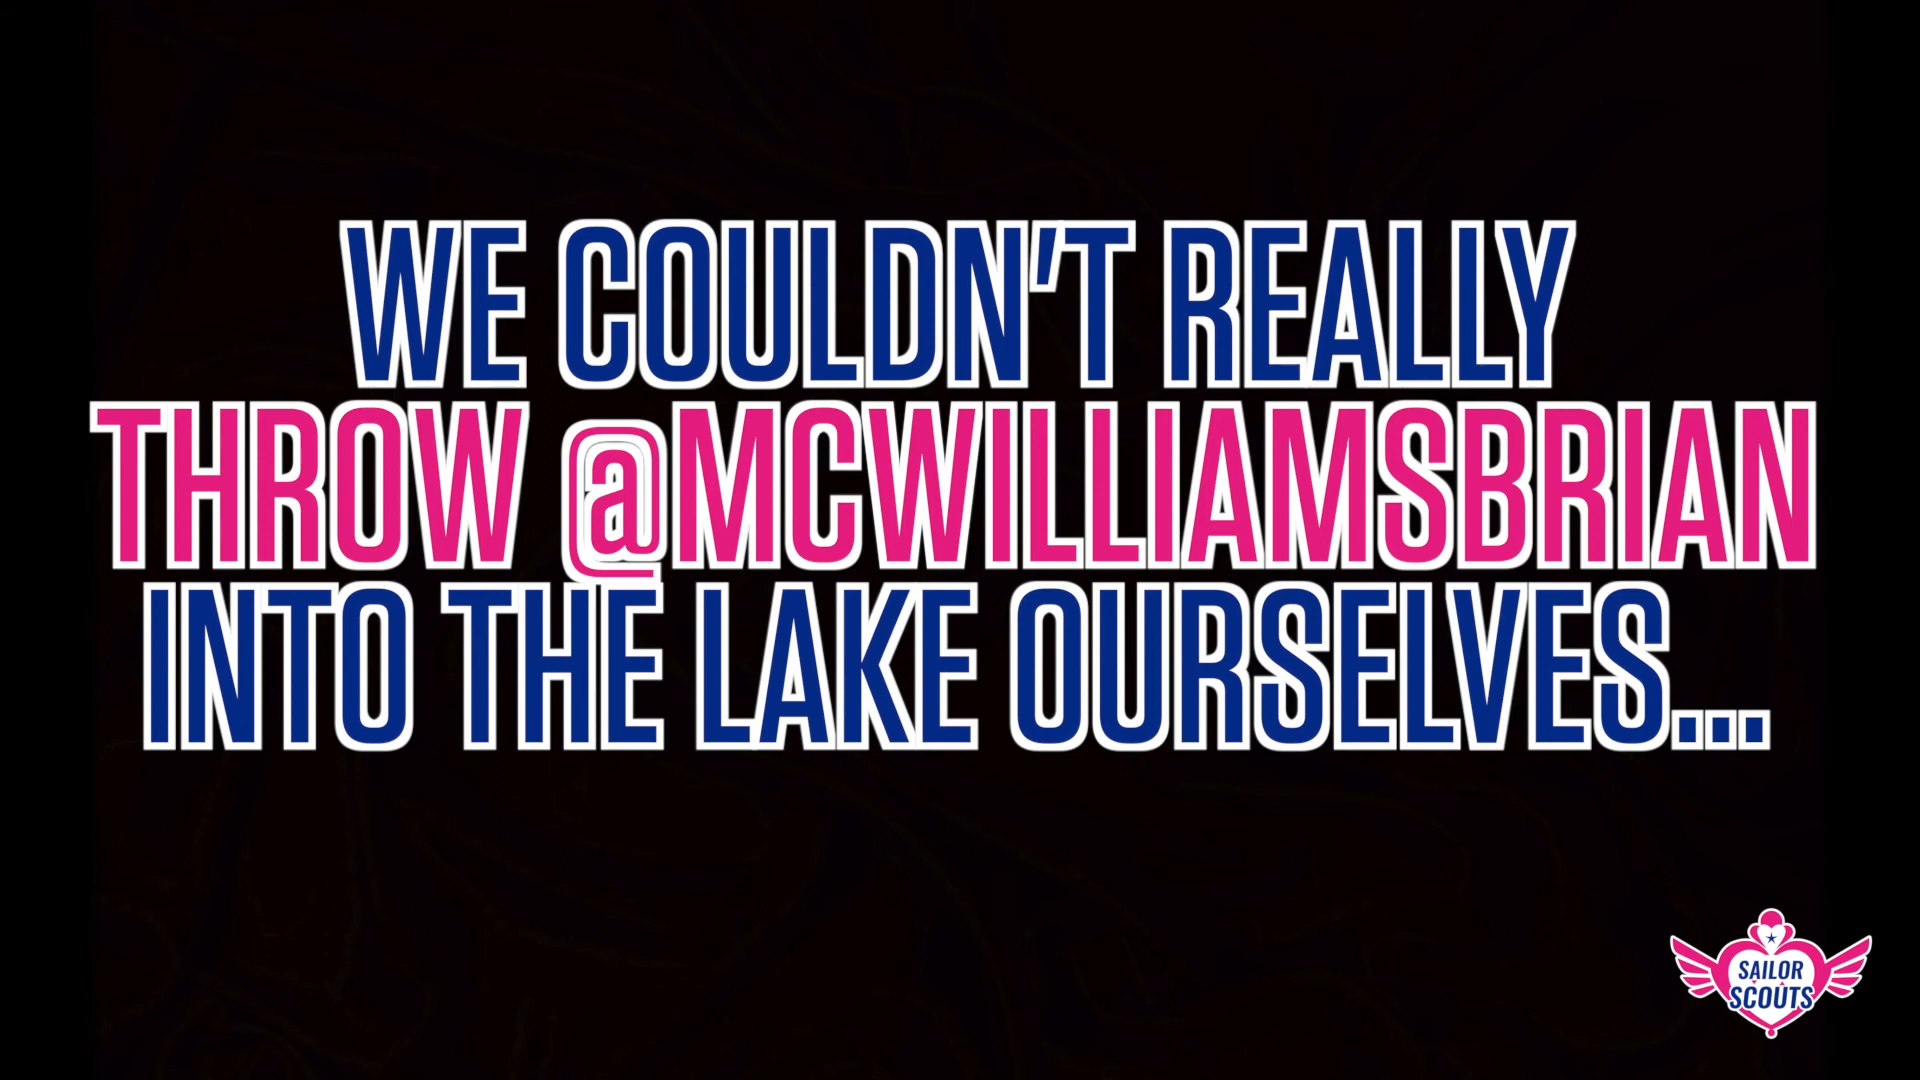 WE COULDN'T REALLY
THROW @MCWILLIAMSBRIAN
INTO THE LAKE OURSELVES...
SAILOR
SCOUTS